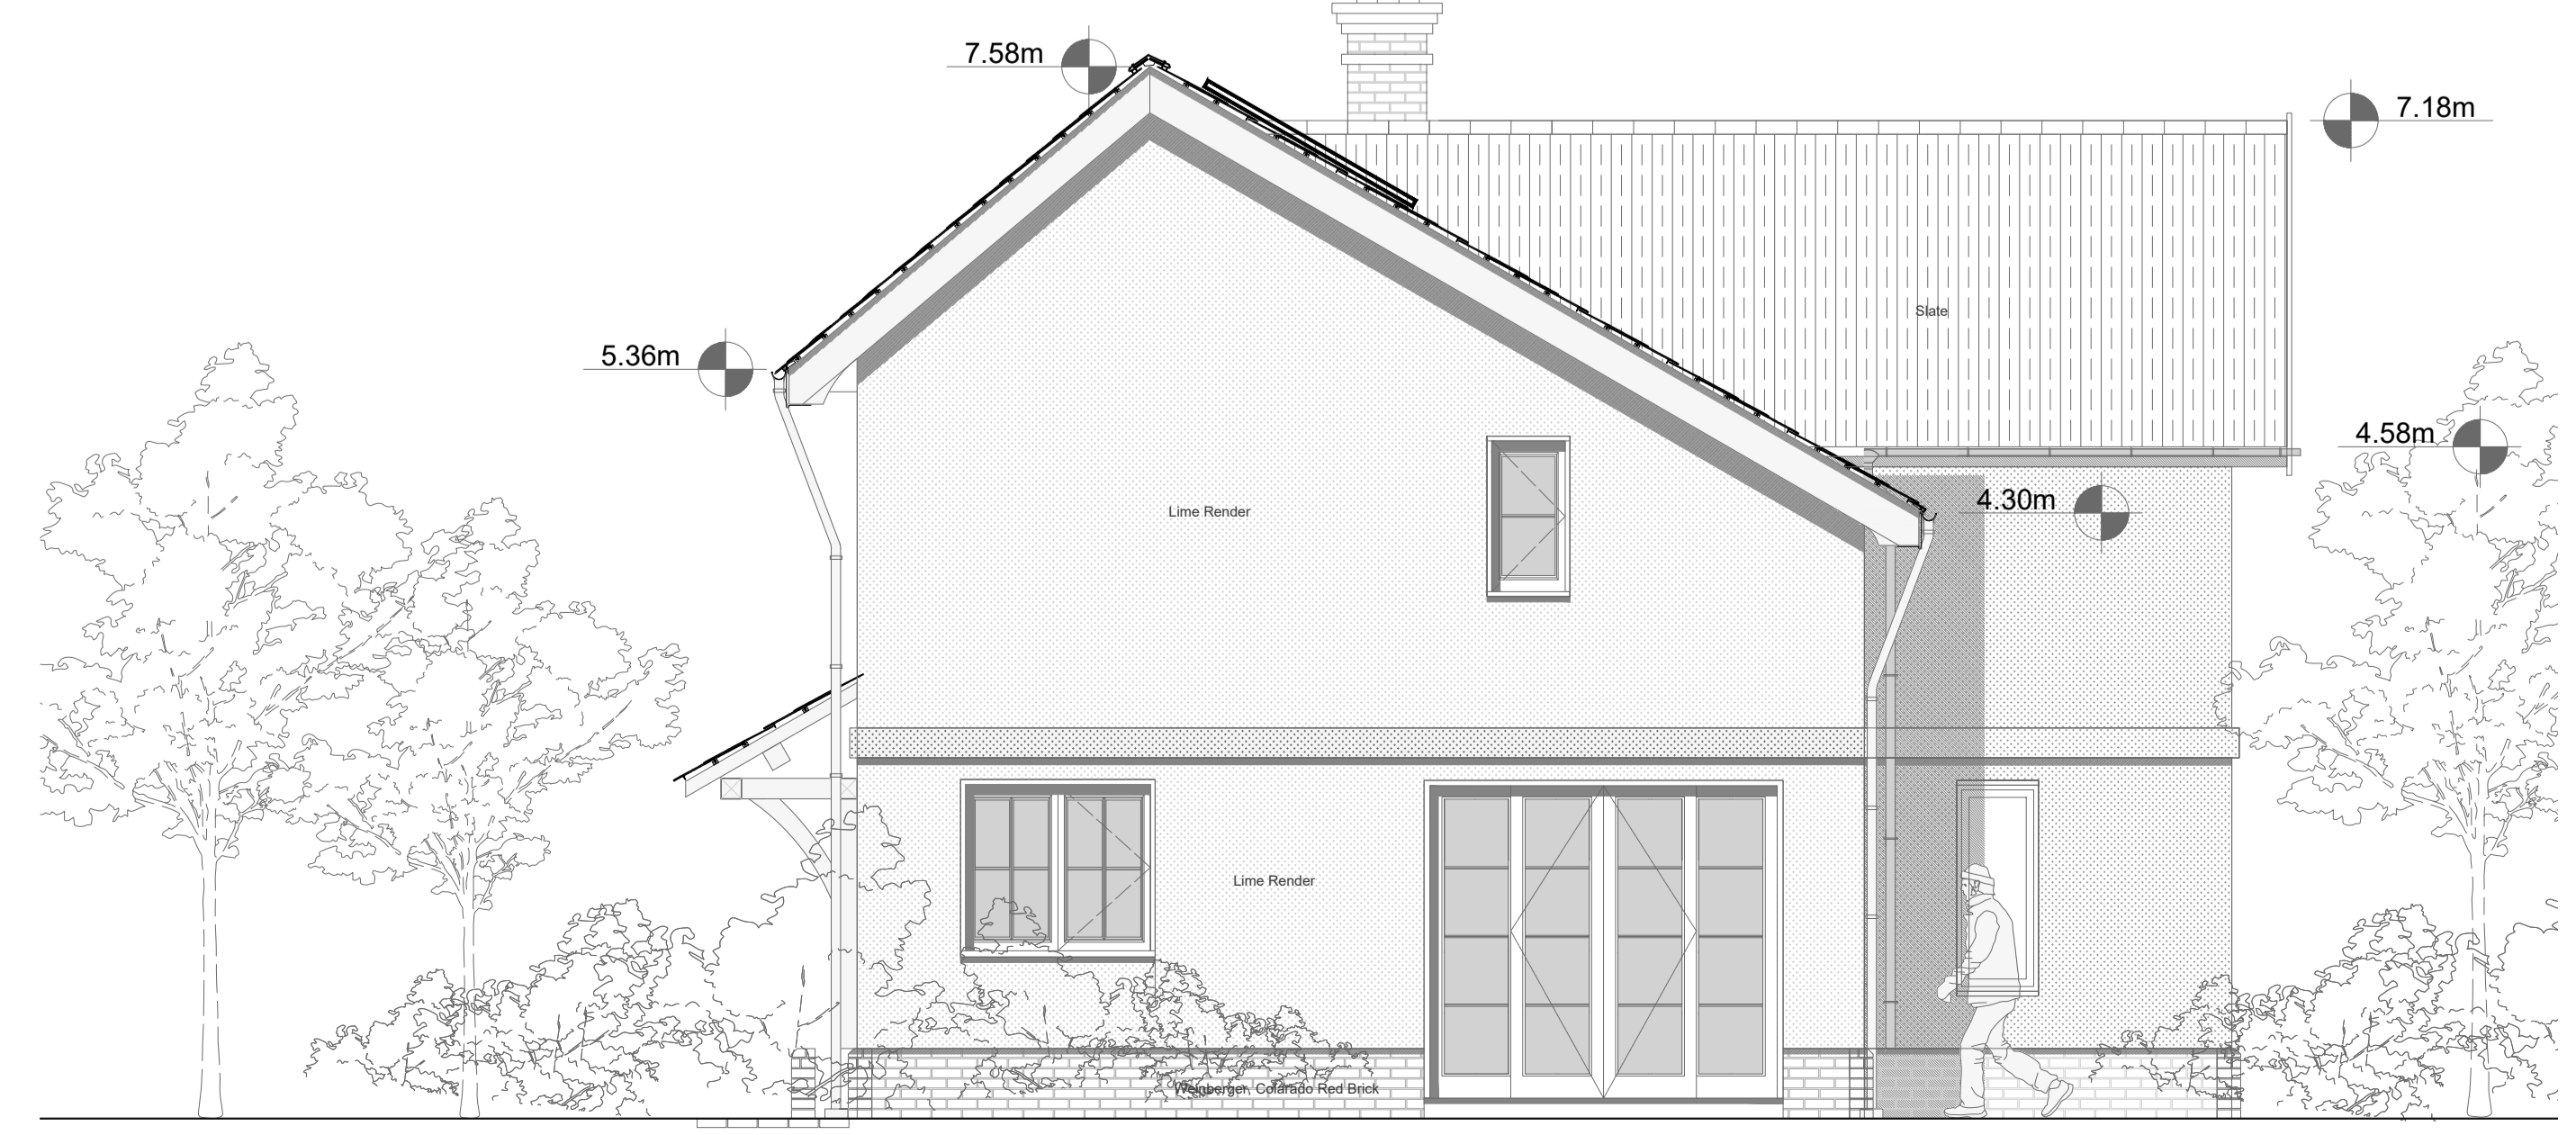 7.58m
7.18m
Slate
5.36m
4.58m
4.30m
Lime Render
Lime Render
Weinberger, Colarado Red Brick